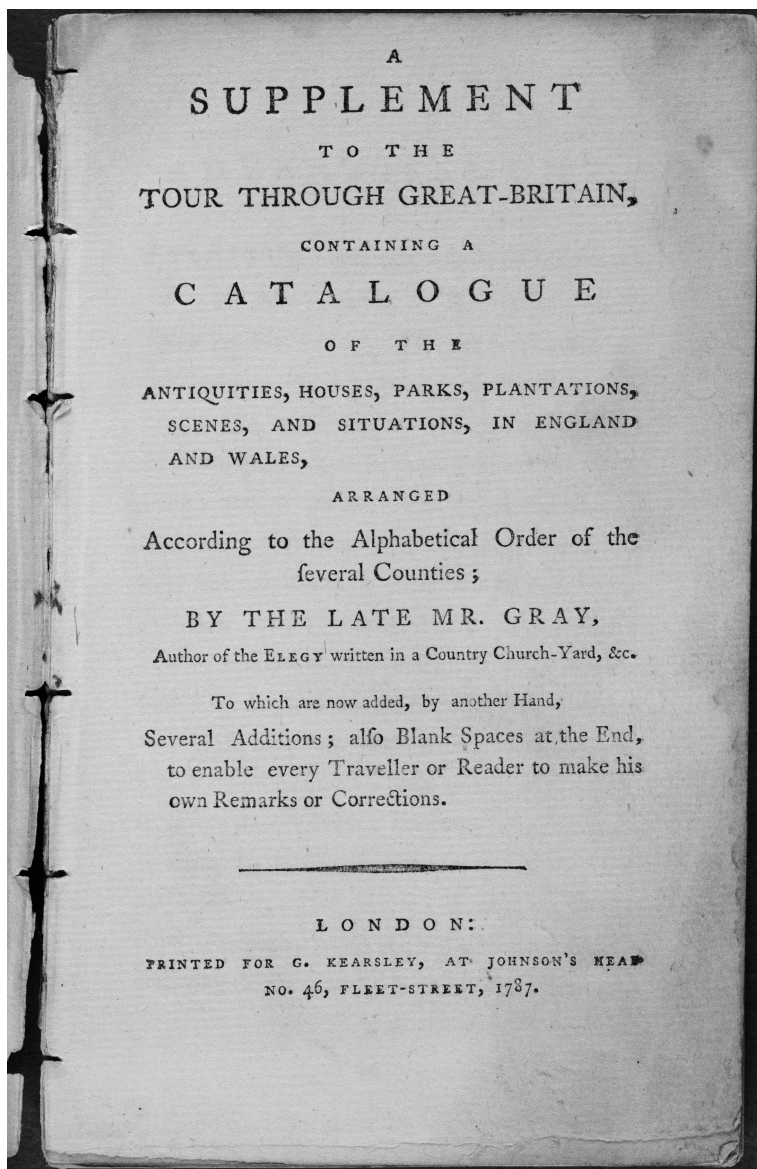 A
SUPPLEMENT
TO THE
TOUR THROUGH GREAT-BRITAIN,
CONTAINING A
CATALOGUE
OF THE
ANTIQUITIES, HOUSES, PARKS, PLANTATIONS,
SCENES, AND SITUATIONS, IN ENGLAND
AND WALES,
ARRANGED
According to the Alphabetical Order of the
ſeveral Counties;
BY THE LATE MR. GRAY,
Author of the ELEGY written in a Country Church-Yard, &c.
To which are now added, by another Hand,
Several Additions; alſo Blank Spaces at the End,
to enable every Traveller or Reader to make his
own Remarks or Corrections.
LONDON:
PRINTED FOR G. KEARSLEY, AT JOHNSON'S HEAD
NO. 46, FLEET-STREET, 1787.